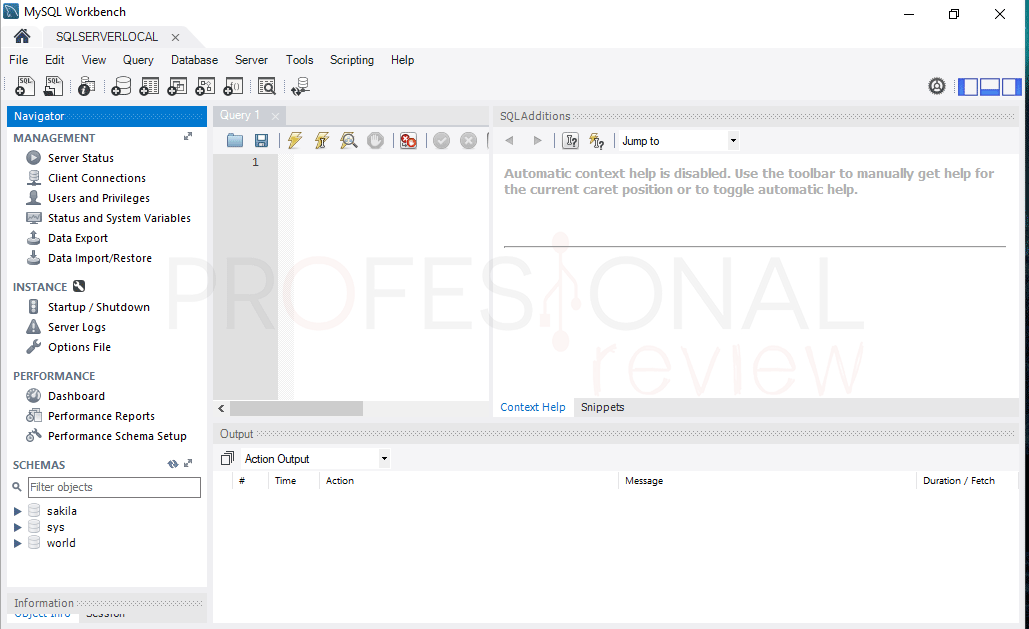 MySQL Workbench
SQLSERVERLOCAL
File Edit View Query Database Server Tools Scripting Help
Navigator
MANAGEMENT
Server Status
Client Connections
Users and Privileges
Status and System Variables
Data Export
Data Import/Restore
INSTANCE
Startup / Shutdown
Server Logs
Options File
PERFORMANCE
Dashboard
Performance Reports
Performance Schema Setup
SCHEMAS
Filter objects
sakila
sys
world
Information
Object Info Session
Query 1
1
SQLAdditions
Jump to
Automatic context help is disabled. Use the toolbar to manually get help for
the current caret position or to toggle automatic help.
Context Help Snippets
Output
Action Output
# Time Action Message Duration / Fetch
PROFESIONAL
review